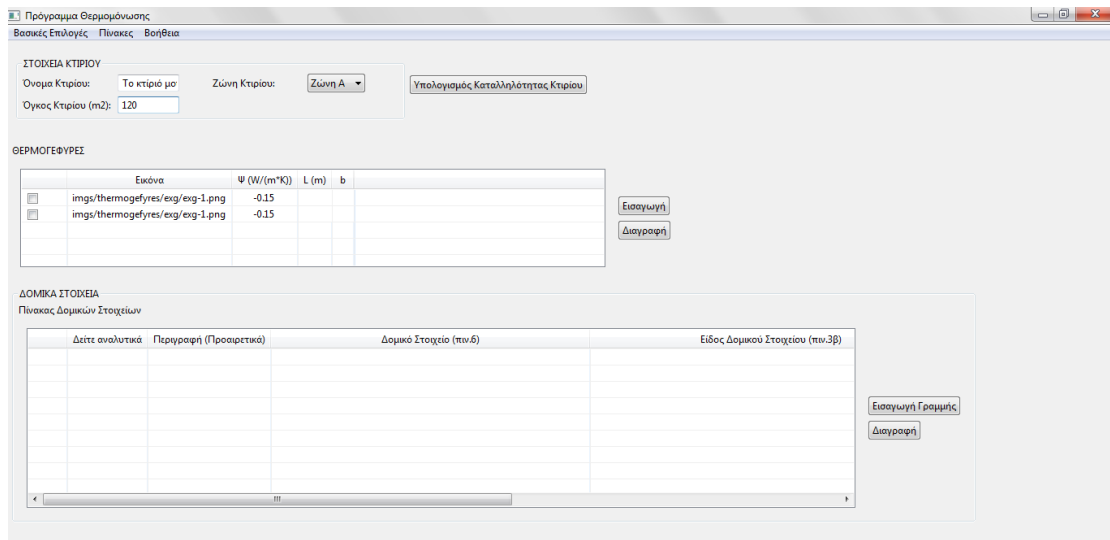 Πρόγραμμα Θερμομόνωσης
Βασικές Επιλογές Πίνακες Βοήθεια
ΣΤΟΙΧΕΙΑ ΚΤΙΡΙΟΥ
Όνομα Κτιρίου: Το κτίριό μο Ζώνη Κτιρίου: Ζώνη Α Υπολογισμός Καταλληλότητας Κτιρίου
Όγκος Κτιρίου (m2): 120
ΘΕΡΜΟΓΕΦΥΡΕΣ
Εικόνα Ψ (W/(m*K)) L (m) b
imgs/thermogefyres/exg/exg-1.png -0.15
imgs/thermogefyres/exg/exg-1.png -0.15
Εισαγωγή
Διαγραφή
ΔΟΜΙΚΑ ΣΤΟΙΧΕΙΑ
Πίνακας Δομικών Στοιχείων
Δείτε αναλυτικά Περιγραφή (Προαιρετικά) Δομικό Στοιχείο (πιν.6) Είδος Δομικού Στοιχείου (πιν.3β)
Εισαγωγή Γραμμής
Διαγραφή